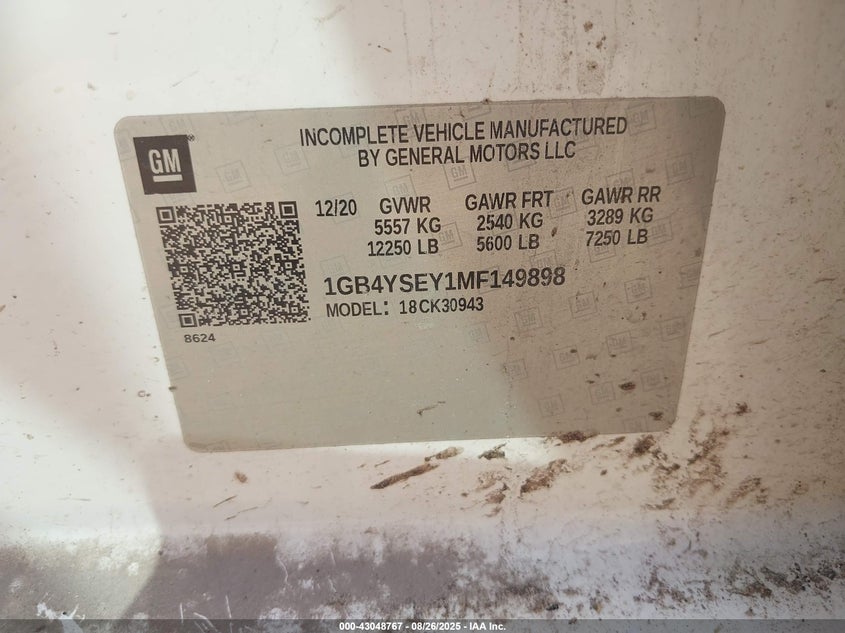 GM
INCOMPLETE VEHICLE MANUFACTURED
BY GENERAL MOTORS LLC
12/20 GVWR GAWR FRT GAWR RR
5557 KG 2540 KG 3289 KG
12250 LB 5600 LB 7250 LB
1GB4YSEY1MF149898
MODEL: 18CK30943
8624
000-43048767 - 08/26/2025 - IAA Inc.